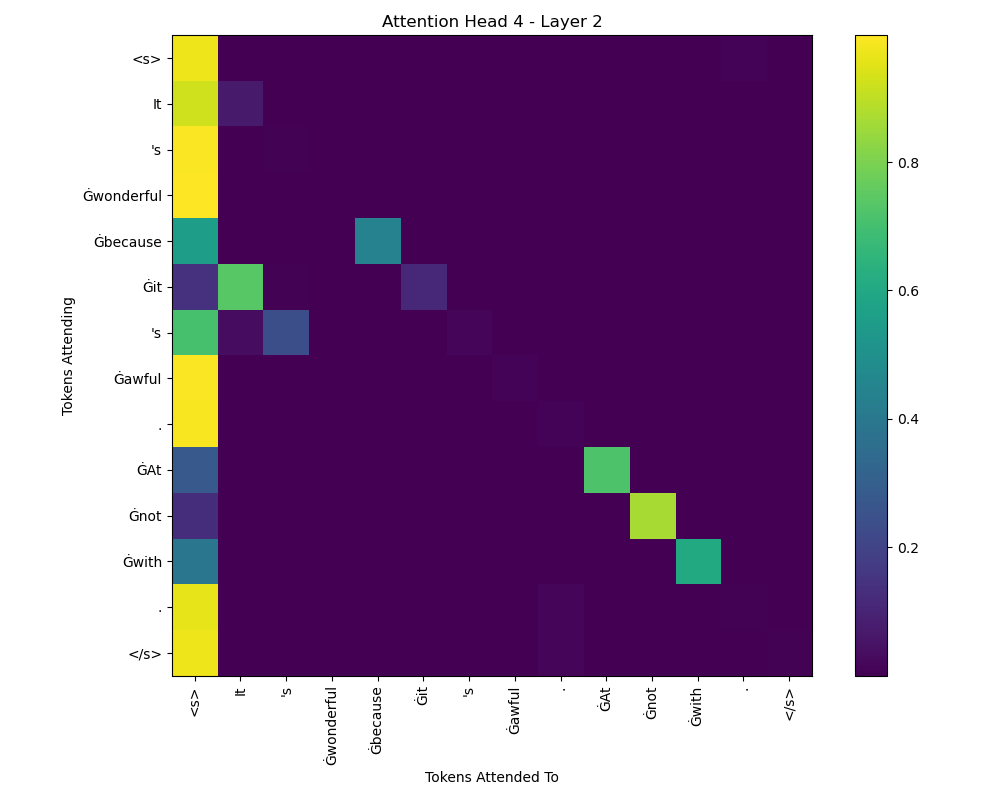 Attention Head 4 - Layer 2
<s>
It
's
Ġwonderful
Ġbecause
Ġit
's
Ġawful
.
ĠAt
Ġnot
Ġwith
.
</s>
Tokens Attending
<s>
It
's
Ġwonderful
Ġbecause
Ġit
's
Ġawful
.
ĠAt
Ġnot
Ġwith
.
</s>
Tokens Attended To
0.8
0.6
0.4
0.2